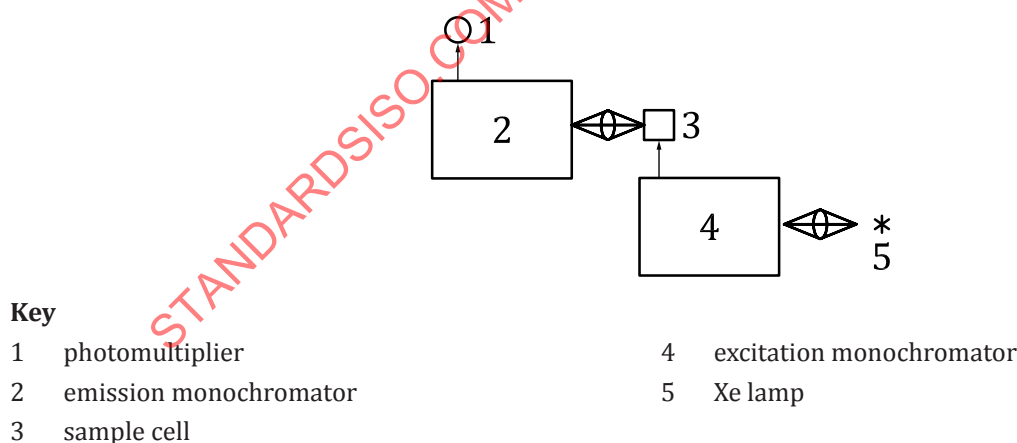 1
2
3
4
5
STANDARDSISO.COM
Key
1 photomultiplier
2 emission monochromator
3 sample cell
4 excitation monochromator
5 Xe lamp